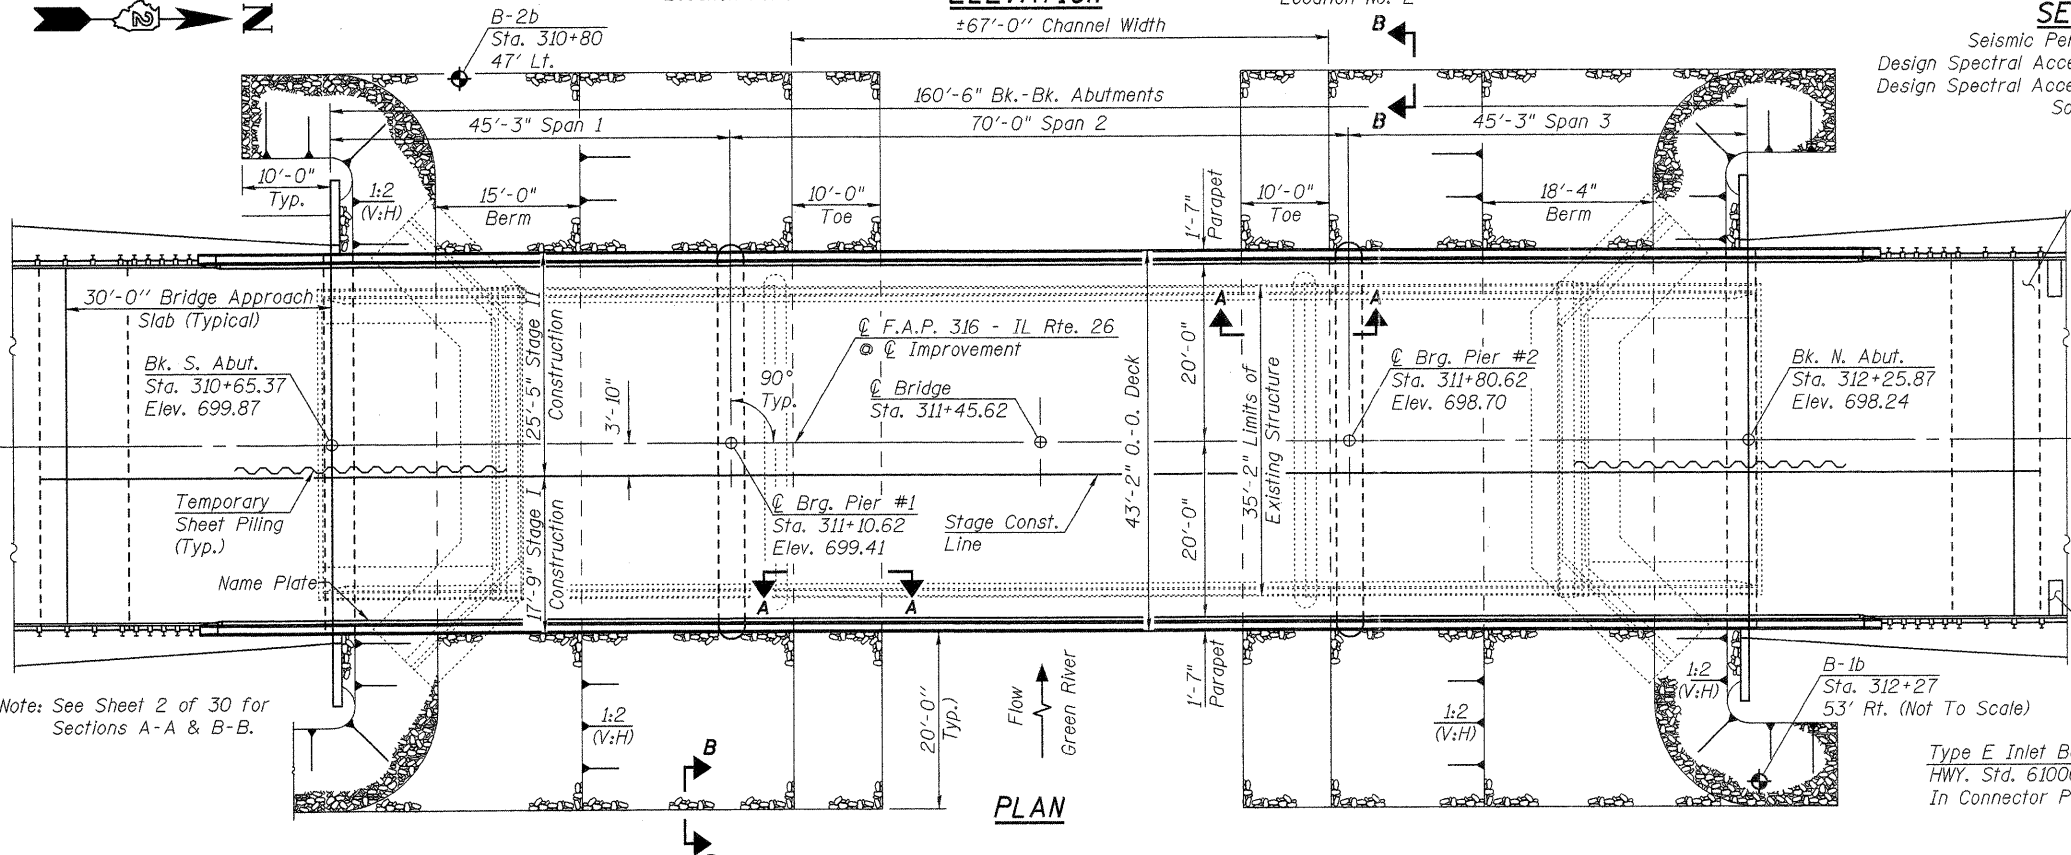 2
N
ELEVATION
B-2b
Sta. 310+80
47' Lt.
±67'-0" Channel Width
B
B
SE
Seismic Per
Design Spectral Acce
Design Spectral Acce
So
160'-6" Bk.-Bk. Abutments
45'-3" Span 1
70'-0" Span 2
45'-3" Span 3
10'-0"
Typ.
1:2
(V:H)
15'-0"
Berm
10'-0"
Toe
1'-7"
Parapet
10'-0"
Toe
18'-4"
Berm
30'-0" Bridge Approach
Slab (Typical)
25'-5" Stage II
Construction
Bk. S. Abut.
Sta. 310+65.37
Elev. 699.87
3'-10"
90°
Typ.
℄ F.A.P. 316 - IL Rte. 26
@ ℄ Improvement
℄ Bridge
Sta. 311+45.62
43'-2" O.-O. Deck
20'-0"
A
A
35'-2" Limits of
Existing Structure
℄ Brg. Pier #2
Sta. 311+80.62
Elev. 698.70
Bk. N. Abut.
Sta. 312+25.87
Elev. 698.24
Temporary
Sheet Piling
(Typ.)
Name Plate
17'-9" Stage I
Construction
℄ Brg. Pier #1
Sta. 311+10.62
Elev. 699.41
Stage Const.
Line
20'-0"
A
A
Note: See Sheet 2 of 30 for
Sections A-A & B-B.
1:2
(V:H)
B
20'-0"
Typ.)
Flow
Green River
1'-7"
Parapet
1:2
(V:H)
1:2
(V:H)
B-1b
Sta. 312+27
53' Rt. (Not To Scale)
PLAN
Type E Inlet B
HWY. Std. 6100
In Connector P